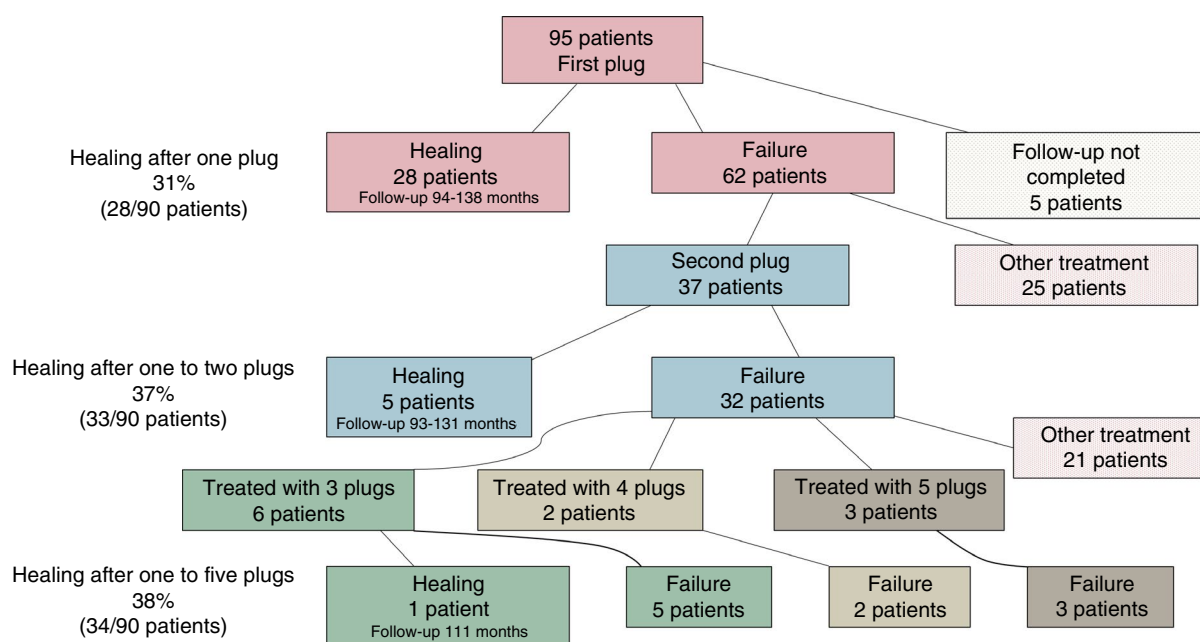 95 patients
First plug
Healing after one plug
31%
(28/90 patients)
Healing
28 patients
Follow-up 94-138 months
Failure
62 patients
Follow-up not
completed
5 patients
Second plug
37 patients
Other treatment
25 patients
Healing after one to two plugs
37%
(33/90 patients)
Healing
5 patients
Follow-up 93-131 months
Failure
32 patients
Other treatment
21 patients
Treated with 3 plugs
6 patients
Treated with 4 plugs
2 patients
Treated with 5 plugs
3 patients
Healing after one to five plugs
38%
(34/90 patients)
Healing
1 patient
Follow-up 111 months
Failure
5 patients
Failure
2 patients
Failure
3 patients